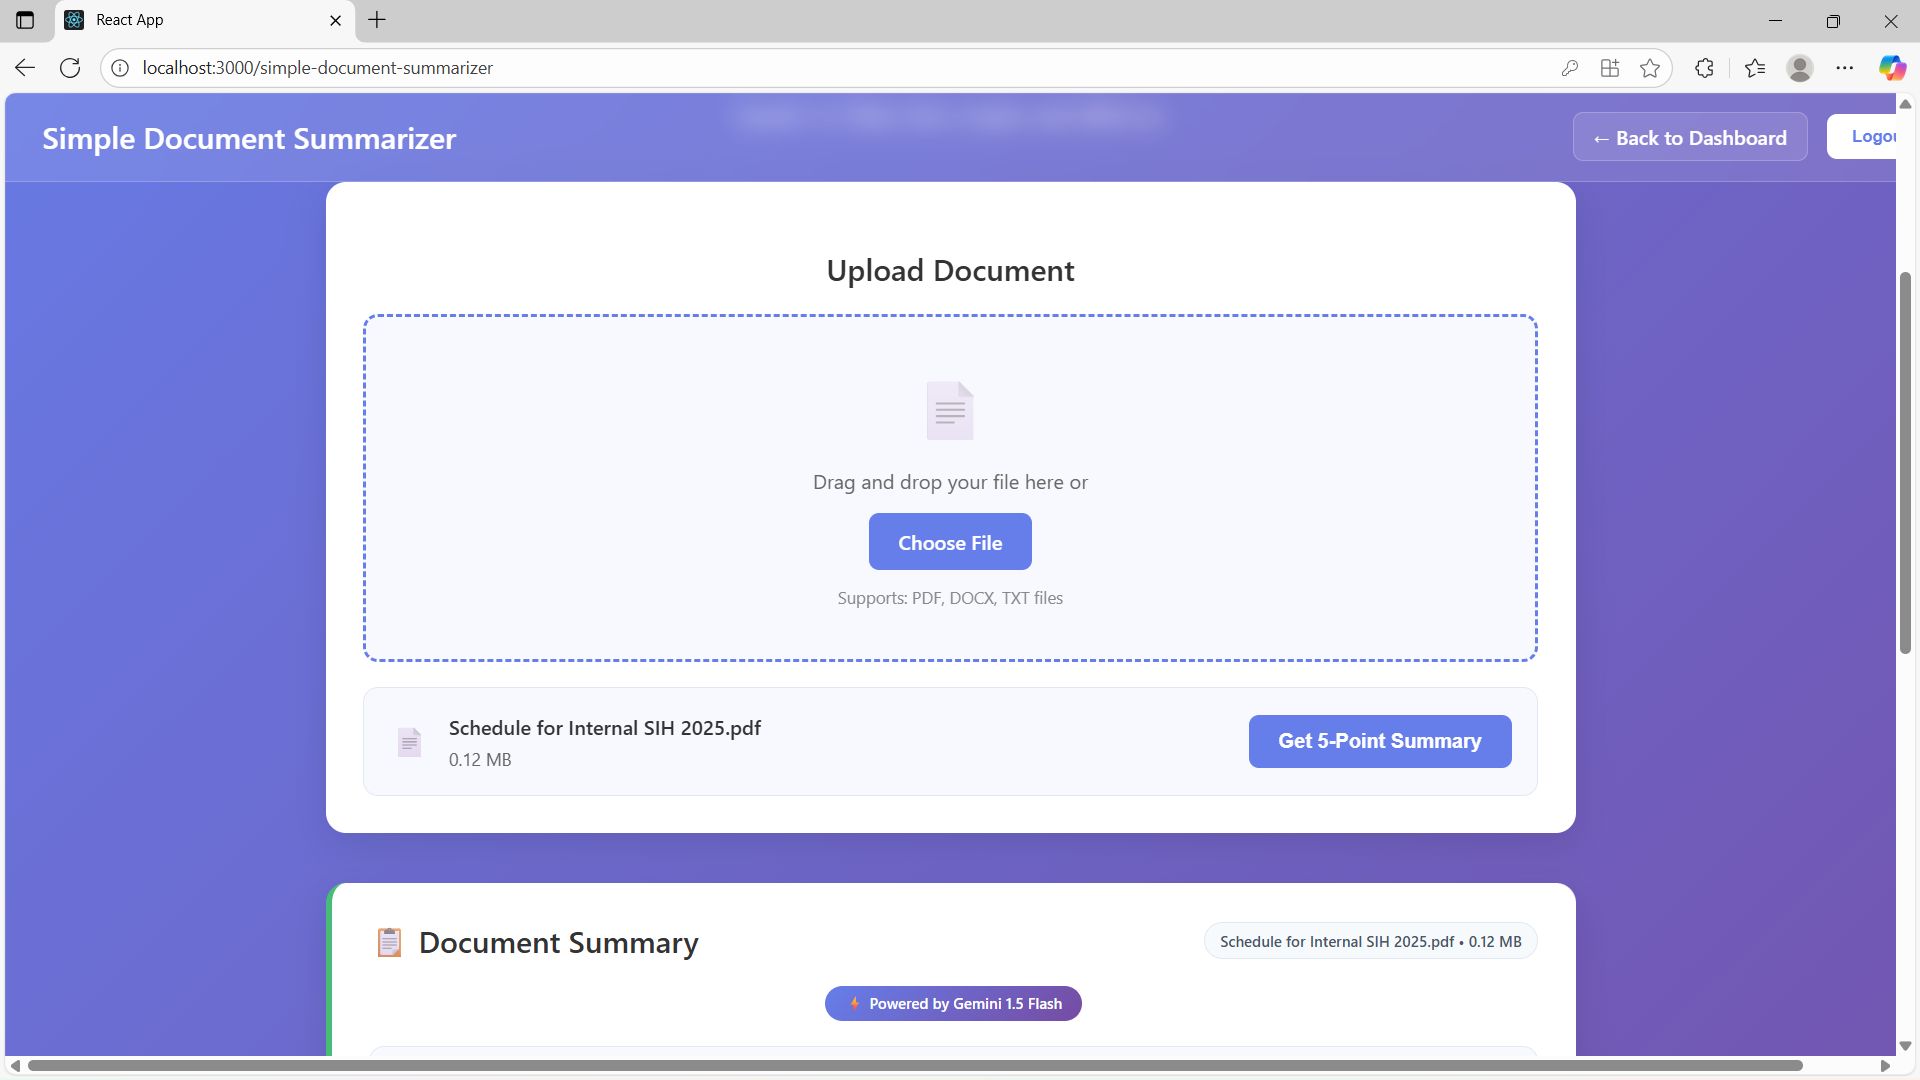 React App
localhost:3000/simple-document-summarizer
Simple Document Summarizer
← Back to Dashboard
Logou
Upload Document
Drag and drop your file here or
Choose File
Supports: PDF, DOCX, TXT files
Schedule for Internal SIH 2025.pdf
0.12 MB
Get 5-Point Summary
Document Summary
Schedule for Internal SIH 2025.pdf • 0.12 MB
Powered by Gemini 1.5 Flash